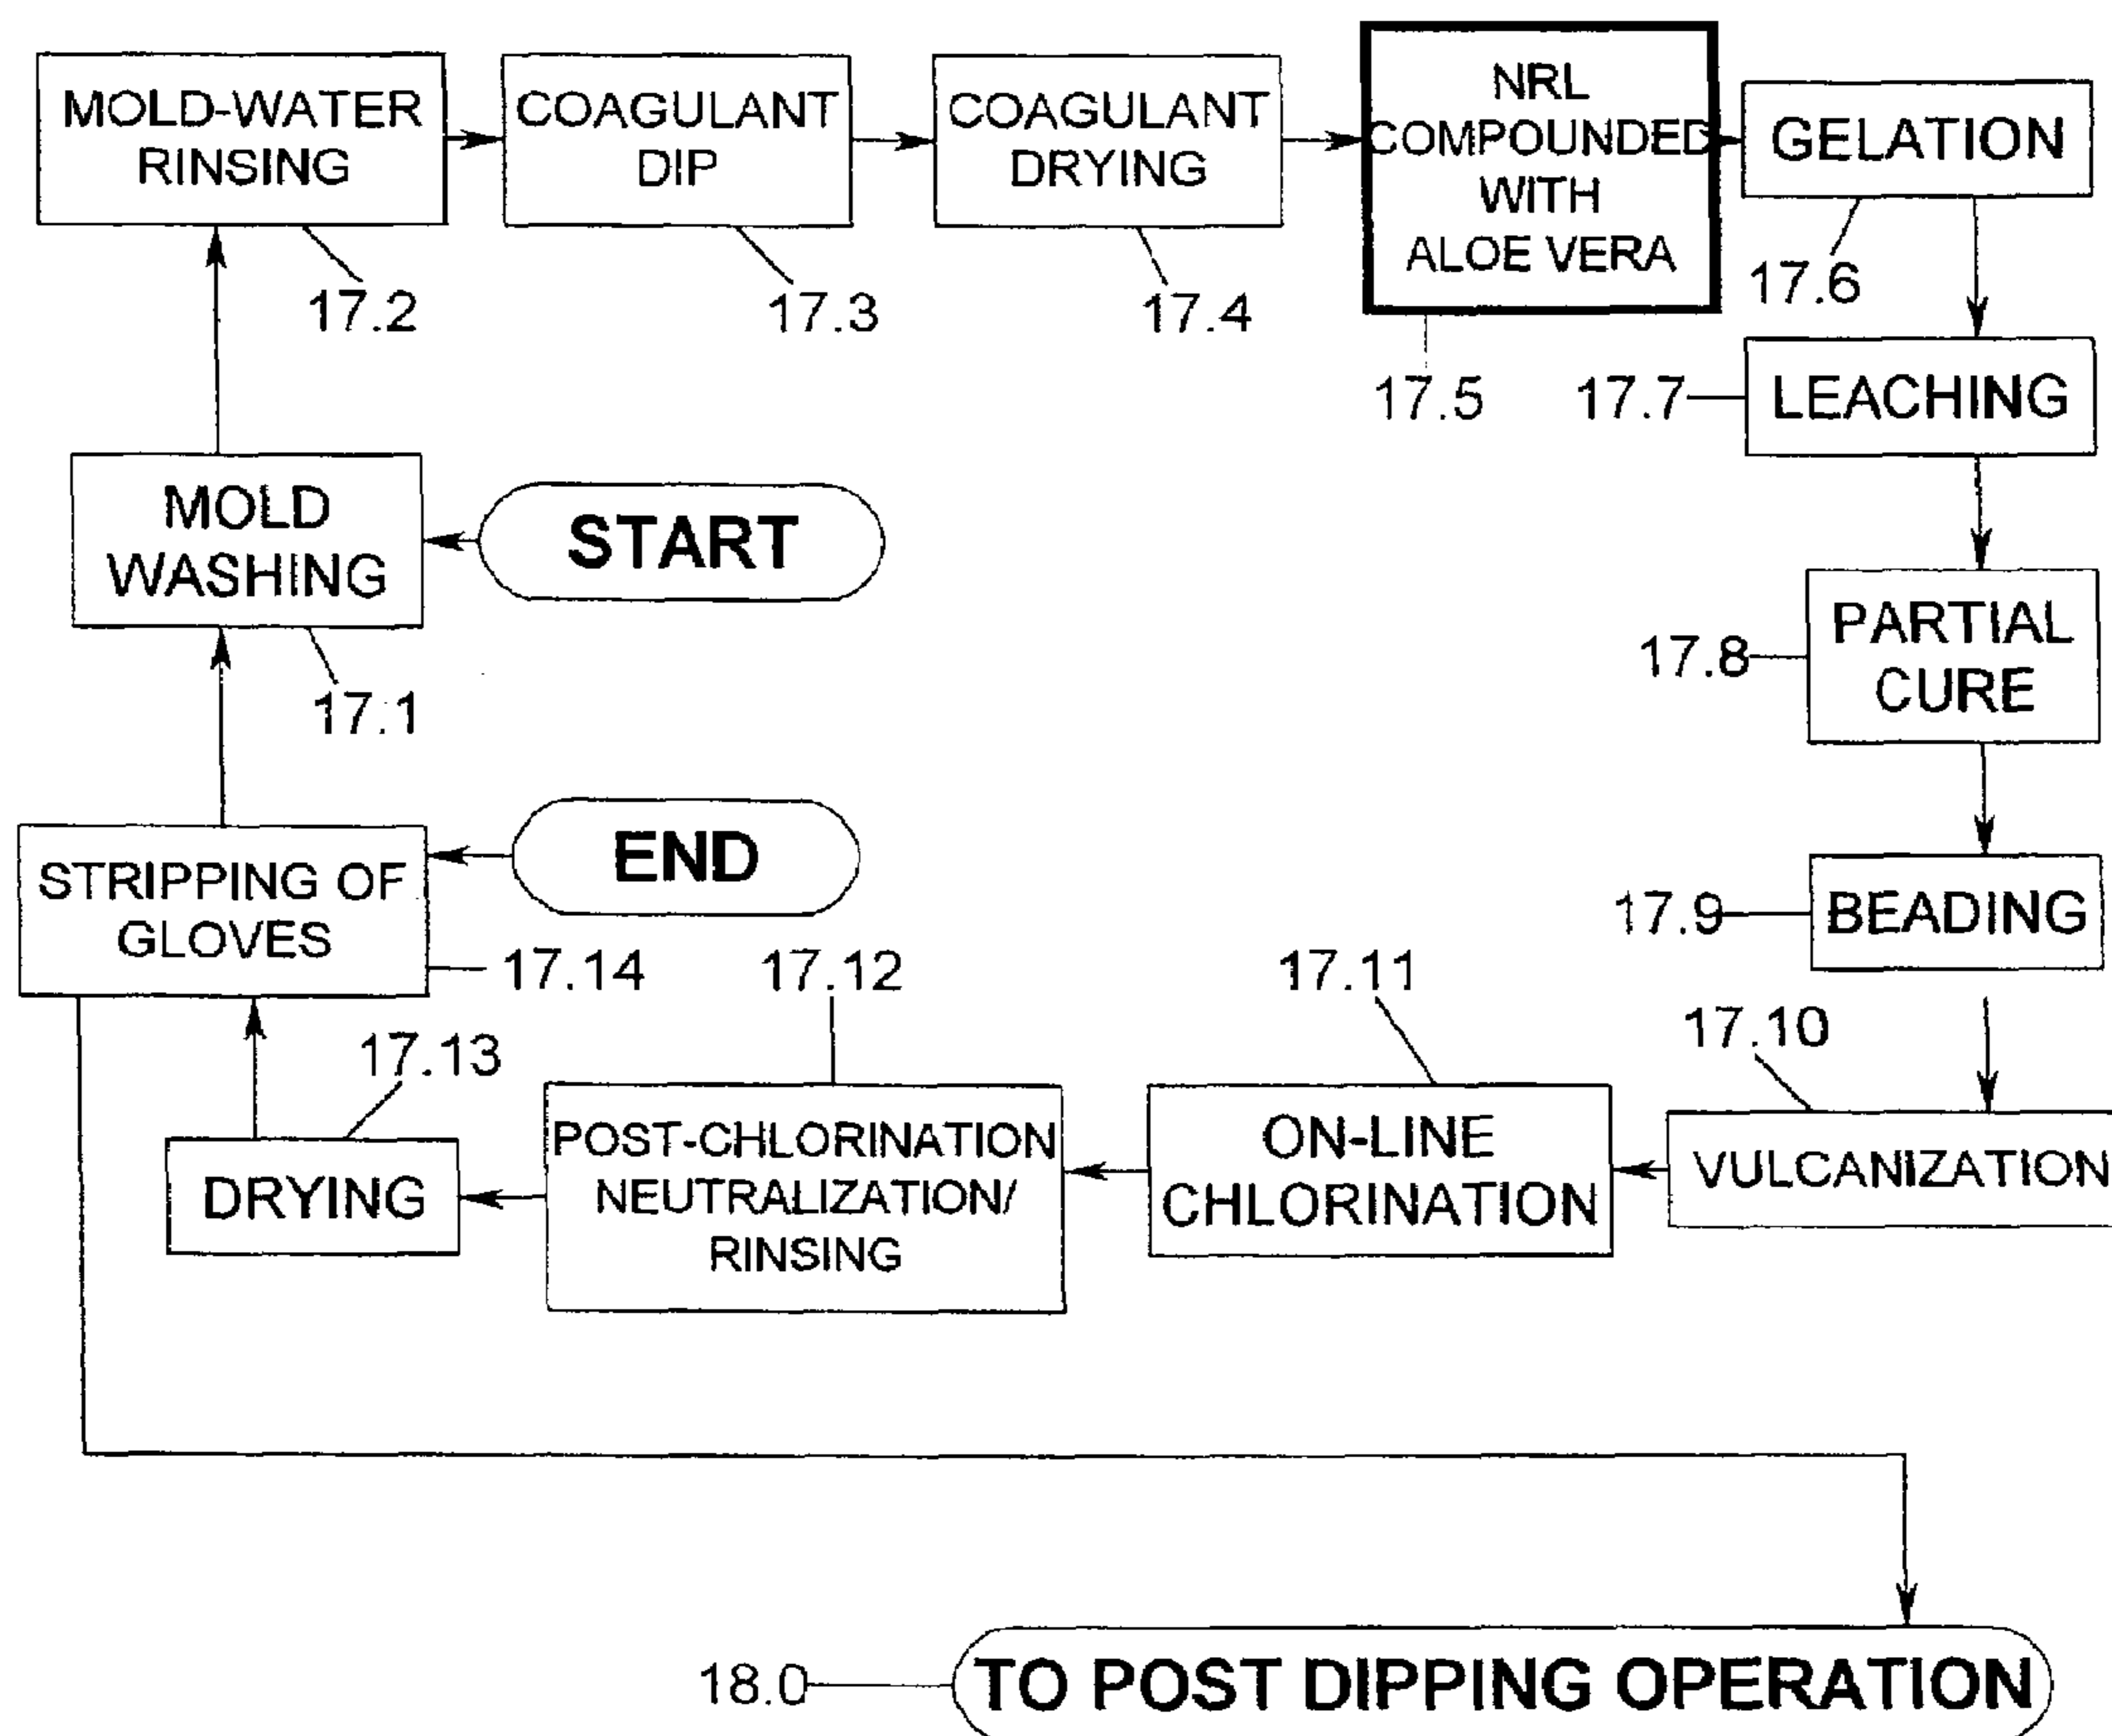 MOLD-WATER
RINSING
17.2
COAGULANT
DIP
17.3
COAGULANT
DRYING
17.4
NRL
COMPOUNDED
WITH
ALOE VERA
17.5
GELATION
17.6
17.7
LEACHING
MOLD
WASHING
17.1
START
17.8
PARTIAL
CURE
17.9
BEADING
STRIPPING OF
GLOVES
17.14
END
17.10
VULCANIZATION
17.11
ON-LINE
CHLORINATION
17.12
POST-CHLORINATION
NEUTRALIZATION/
RINSING
17.13
DRYING
18.0
TO POST DIPPING OPERATION